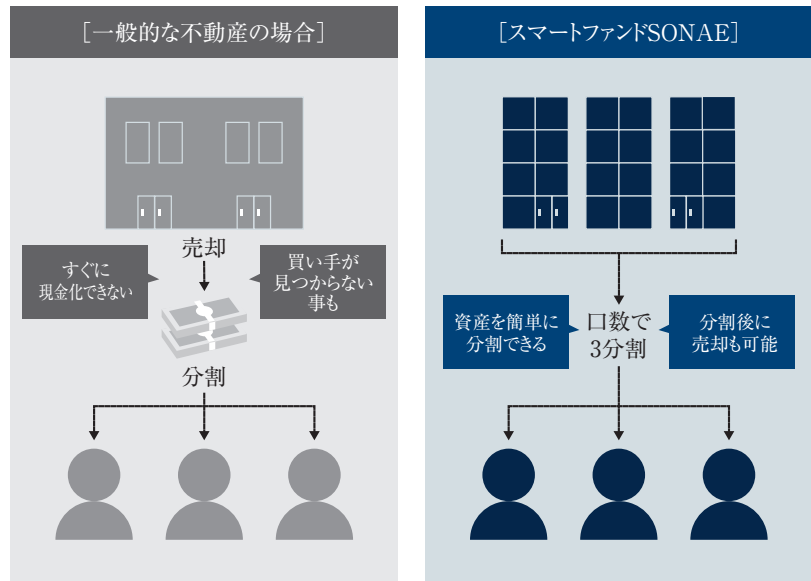 ［一般的な不動産の場合］
売却
すぐに
現金化できない
買い手が
見つからない
事も
分割
［スマートファンドSONAE］
資産を簡単に
分割できる
口数で
3分割
分割後に
売却も可能